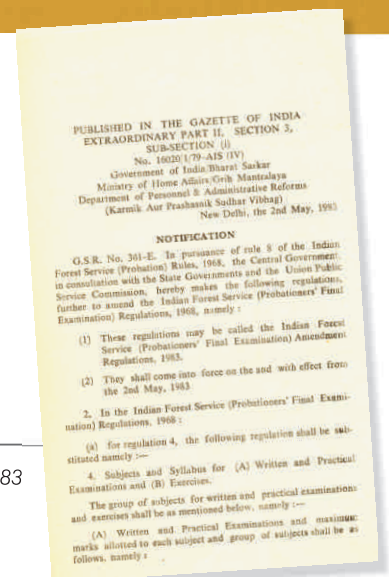 PUBLISHED IN THE GAZETTE OF INDIA
EXTRAORDINARY PART II, SECTION 3,
SUB-SECTION (i)
No. 16020/1/79-AIS (IV)
Government of India/Bharat Sarkar
Ministry of Home Affairs/Grih Mantralaya
Department of Personnel & Administrative Reforms
(Karmik Aur Prashasnik Sudhar Vibhag)
New Delhi, the 2nd May, 1983
NOTIFICATION
G.S.R. No. 361-E. In pursuance of rule 8 of the Indian
Forest Service (Probation) Rules, 1968, the Central Government,
in consultation with the State Governments and the Union Public
Service Commission, hereby makes the following regulations,
further to amend the Indian Forest Service (Probationers' Final
Examination) Regulations, 1968, namely :
(1) These regulations may be called the Indian Forest
Service (Probationers' Final Examination) Amendment
Regulations, 1983.
(2) They shall come into force on the and with effect from
the 2nd May, 1983
2. In the Indian Forest Service (Probationers' Final Exami-
nation) Regulations, 1968 :
(a) for regulation 4, the following regulation shall be sub-
stituted namely :—
4. Subjects and Syllabus for (A) Written and Practical
Examinations and (B) Exercises.
The group of subjects for written and practical examinations
and exercises shall be as mentioned below, namely :—
(A) Written and Practical Examinations and maximum
marks allotted to each subject and group of subjects shall be as
follows, namely :
83